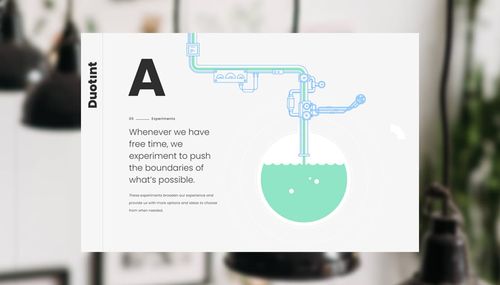 Duotint
A
05 Experiments
Whenever we have
free time, we
experiment to push
the boundaries of
what's possible.
These experiments broaden our experience and
provide us with more options and ideas to choose
from when needed.